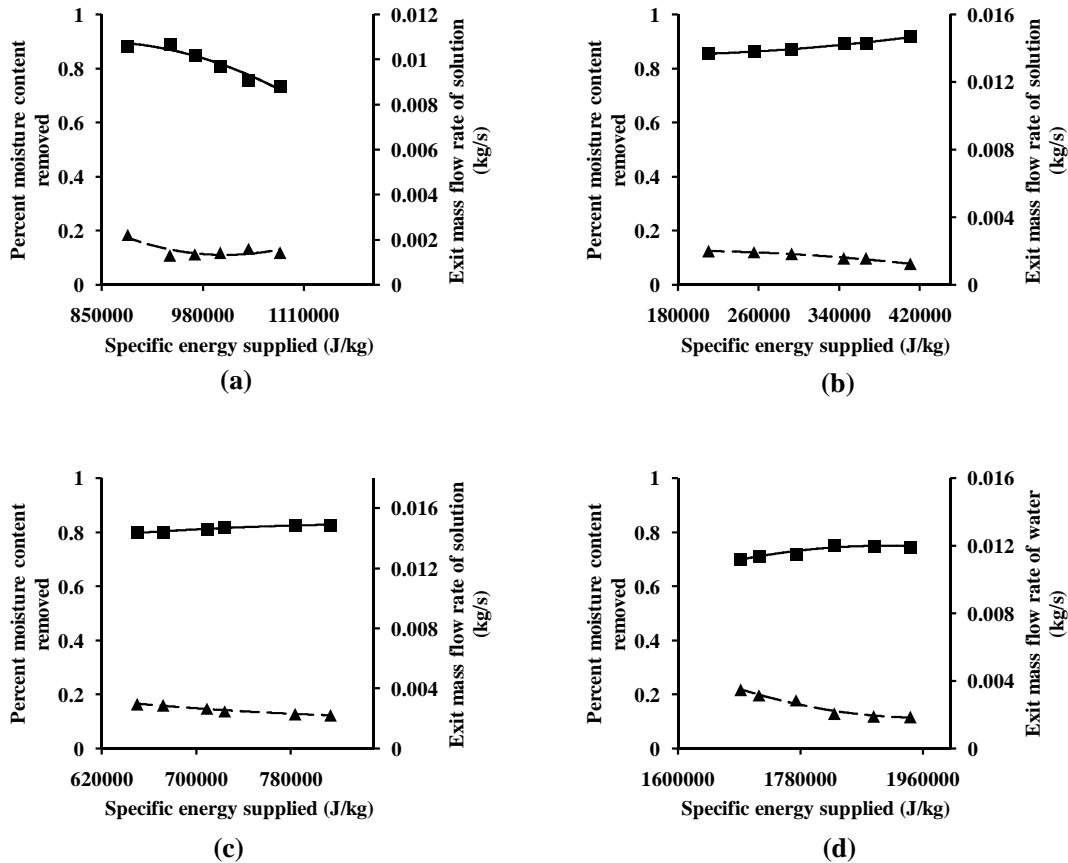 Percent moisture content
removed
1
0.8
0.6
0.4
0.2
0
0.012
0.01
0.008
0.006
0.004
0.002
0
Exit mass flow rate of solution
(kg/s)
850000 980000 1110000
Specific energy supplied (J/kg)
(a)
Percent moisture content
removed
1
0.8
0.6
0.4
0.2
0
0.016
0.012
0.008
0.004
0
Exit mass flow rate of solution
(kg/s)
180000 260000 340000 420000
Specific energy supplied (J/kg)
(b)
Percent moisture content
removed
1
0.8
0.6
0.4
0.2
0
0.016
0.012
0.008
0.004
0
Exit mass flow rate of solution
(kg/s)
620000 700000 780000
Specific energy supplied (J/kg)
(c)
Percent moisture content
removed
1
0.8
0.6
0.4
0.2
0
0.016
0.012
0.008
0.004
0
Exit mass flow rate of water
(kg/s)
1600000 1780000 1960000
Specific energy supplied (J/kg)
(d)